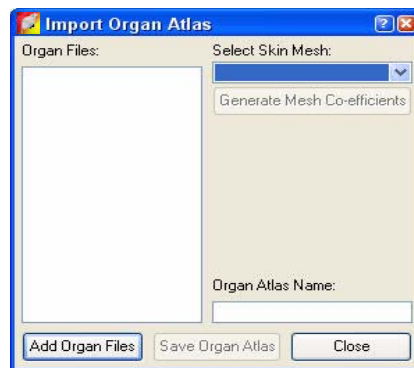 Import Organ Atlas
Organ Files:
Select Skin Mesh:
Generate Mesh Co-efficients
Organ Atlas Name:
Add Organ Files
Save Organ Atlas
Close